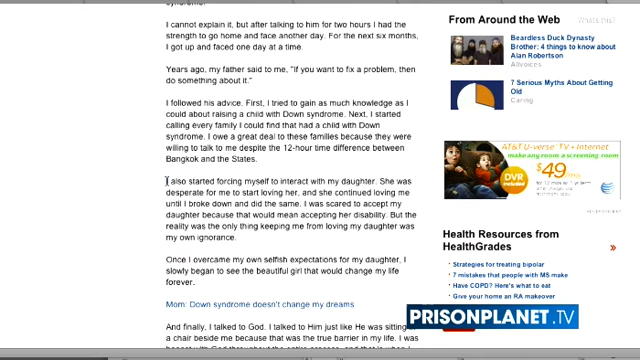 syndrome.
I cannot explain it, but after talking to him for two hours I had the
strength to go home and face another day. For the next six months,
I got up and faced one day at a time.
Years ago, my father said to me, "If you want to fix a problem, then
do something about it."
I followed his advice. First, I tried to gain as much knowledge as I
could about raising a child with Down syndrome. Next, I started
calling every family I could find that had a child with Down
syndrome. I owe a great deal to these families because they were
willing to talk to me despite the 12-hour time difference between
Bangkok and the States.
I also started forcing myself to interact with my daughter. She was
desperate for me to start loving her, and she continued loving me
until I broke down and did the same. I was scared to accept my
daughter because that would mean accepting her disability. But the
reality was the only thing keeping me from loving my daughter was
my own ignorance.
Once I overcame my own selfish expectations for my daughter, I
slowly began to see the beautiful girl that would change my life
forever.
Mom: Down syndrome doesn't change my dreams
And finally, I talked to God. I talked to Him just like He was sitting in
a chair beside me because that was the true barrier in my life. I was
From Around the Web
What's this?
Beardless Duck Dynasty
Brother: 4 things to know about
Alan Robertson
Allvoices
7 Serious Myths About Getting
Old
Caring
AT&T U-verse TV + Internet
make any room a screening room
DVR
INCLUDED
$49
at&t
Health Resources from
HealthGrades
»
Strategies for treating bipolar
7 mistakes that people with MS make
Have COPD? Here's what to eat
Give your home an RA makeover
PRISONPLANET.TV